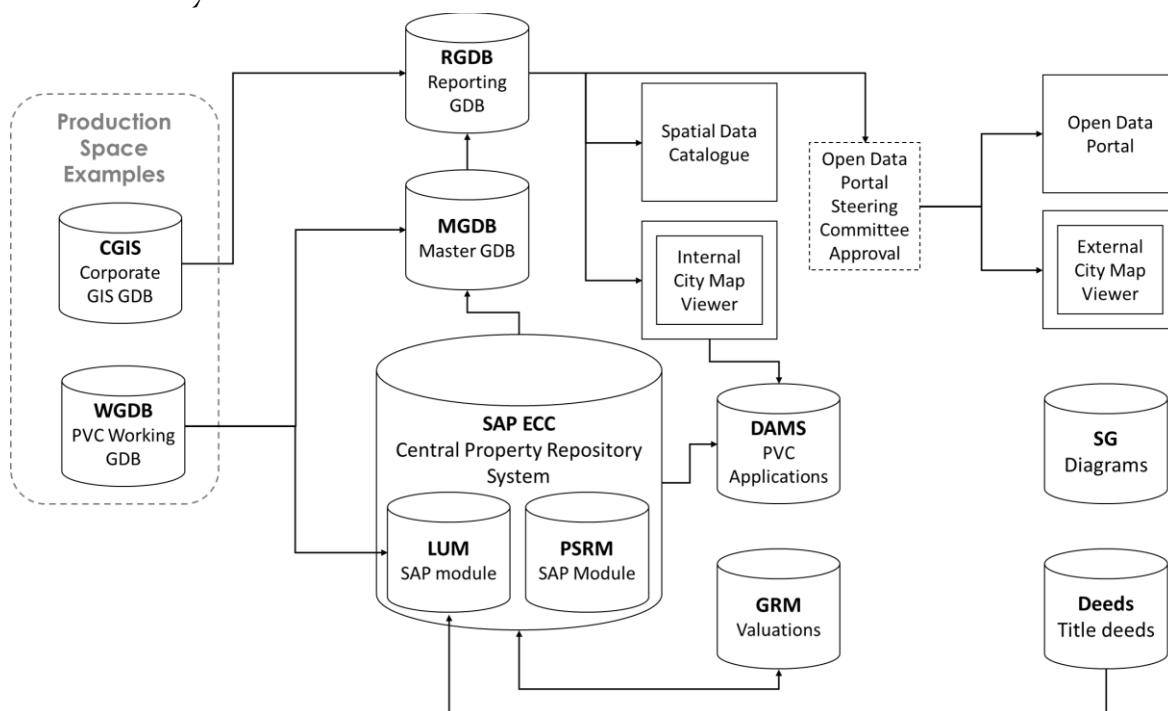 RGDB
Reporting
GDB
Production
Space
Examples
Spatial Data
Catalogue
Open Data
Portal
Steering
Committee
Approval
Open Data
Portal
CGIS
Corporate
GIS GDB
MGDB
Master GDB
Internal
City Map
Viewer
External
City Map
Viewer
WGDB
PVC Working
GDB
SAP ECC
Central Property Repository
System
DAMS
PVC
Applications
SG
Diagrams
LUM
SAP module
PSRM
SAP Module
GRM
Valuations
Deeds
Title deeds